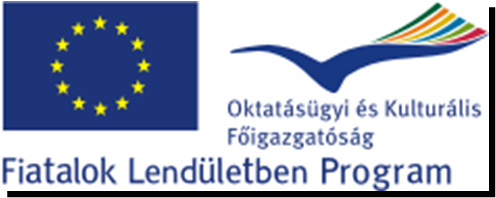 Oktatásügyi és Kulturális
Főigazgatóság
Fiatalok Lendületben Program